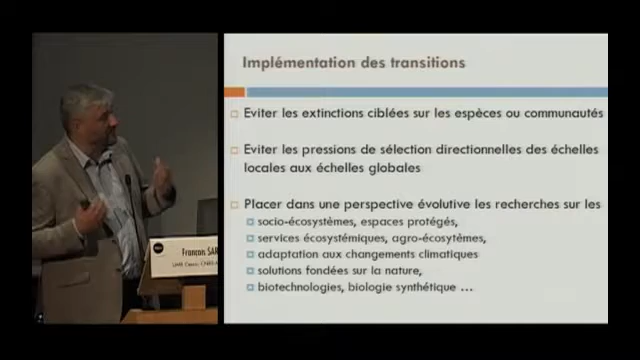 Implémentation des transitions
Eviter les extinctions ciblées sur les espèces ou communautés
Eviter les pressions de sélection directionnelles des échelles
locales aux échelles globales
Placer dans une perspective évolutive les recherches sur les
socio-écosystèmes, espaces protégés,
services écosystémiques, agro-écosytèmes,
adaptation aux changements climatiques
solutions fondées sur la nature,
biotechnologies, biologie synthétique ...
François SAR